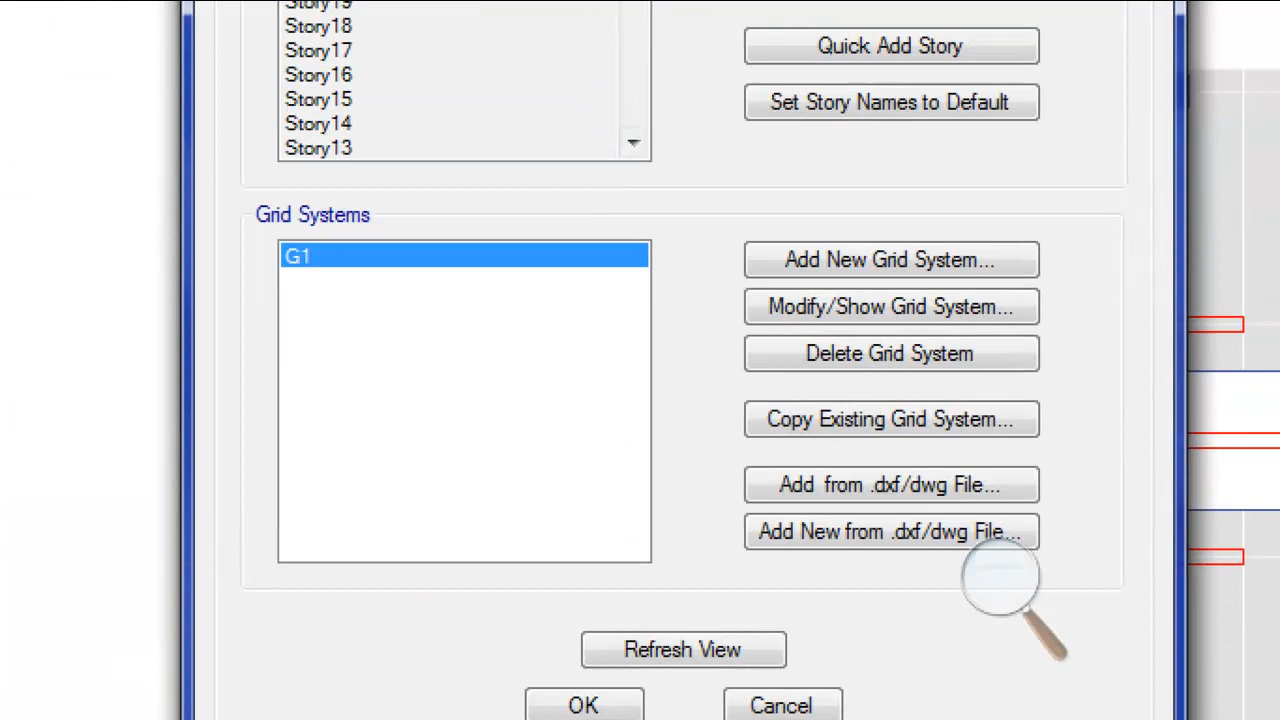 Story19
Story18
Story17
Story16
Story15
Story14
Story13
Quick Add Story
Set Story Names to Default
Grid Systems
G1
Add New Grid System...
Modify/Show Grid System...
Delete Grid System
Copy Existing Grid System...
Add from .dxf/dwg File...
Add New from .dxf/dwg File...
Refresh View
OK
Cancel